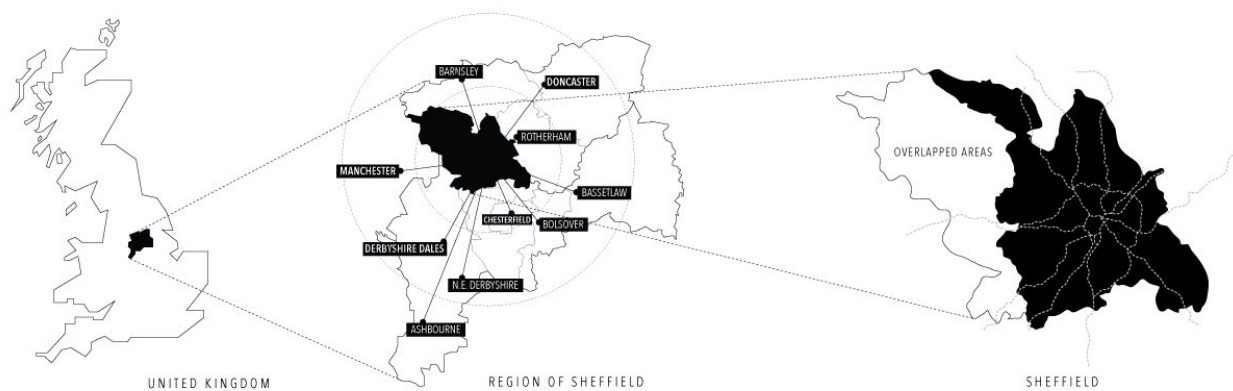 BARNSLEY
DONCASTER
ROTHERHAM
MANCHESTER
BASSETLAW
CHESTERFIELD
BOLSOVER
DERBYSHIRE DALES
N.E. DERBYSHIRE
ASHBOURNE
OVERLAPPED AREAS
UNITED KINGDOM
REGION OF SHEFFIELD
SHEFFIELD